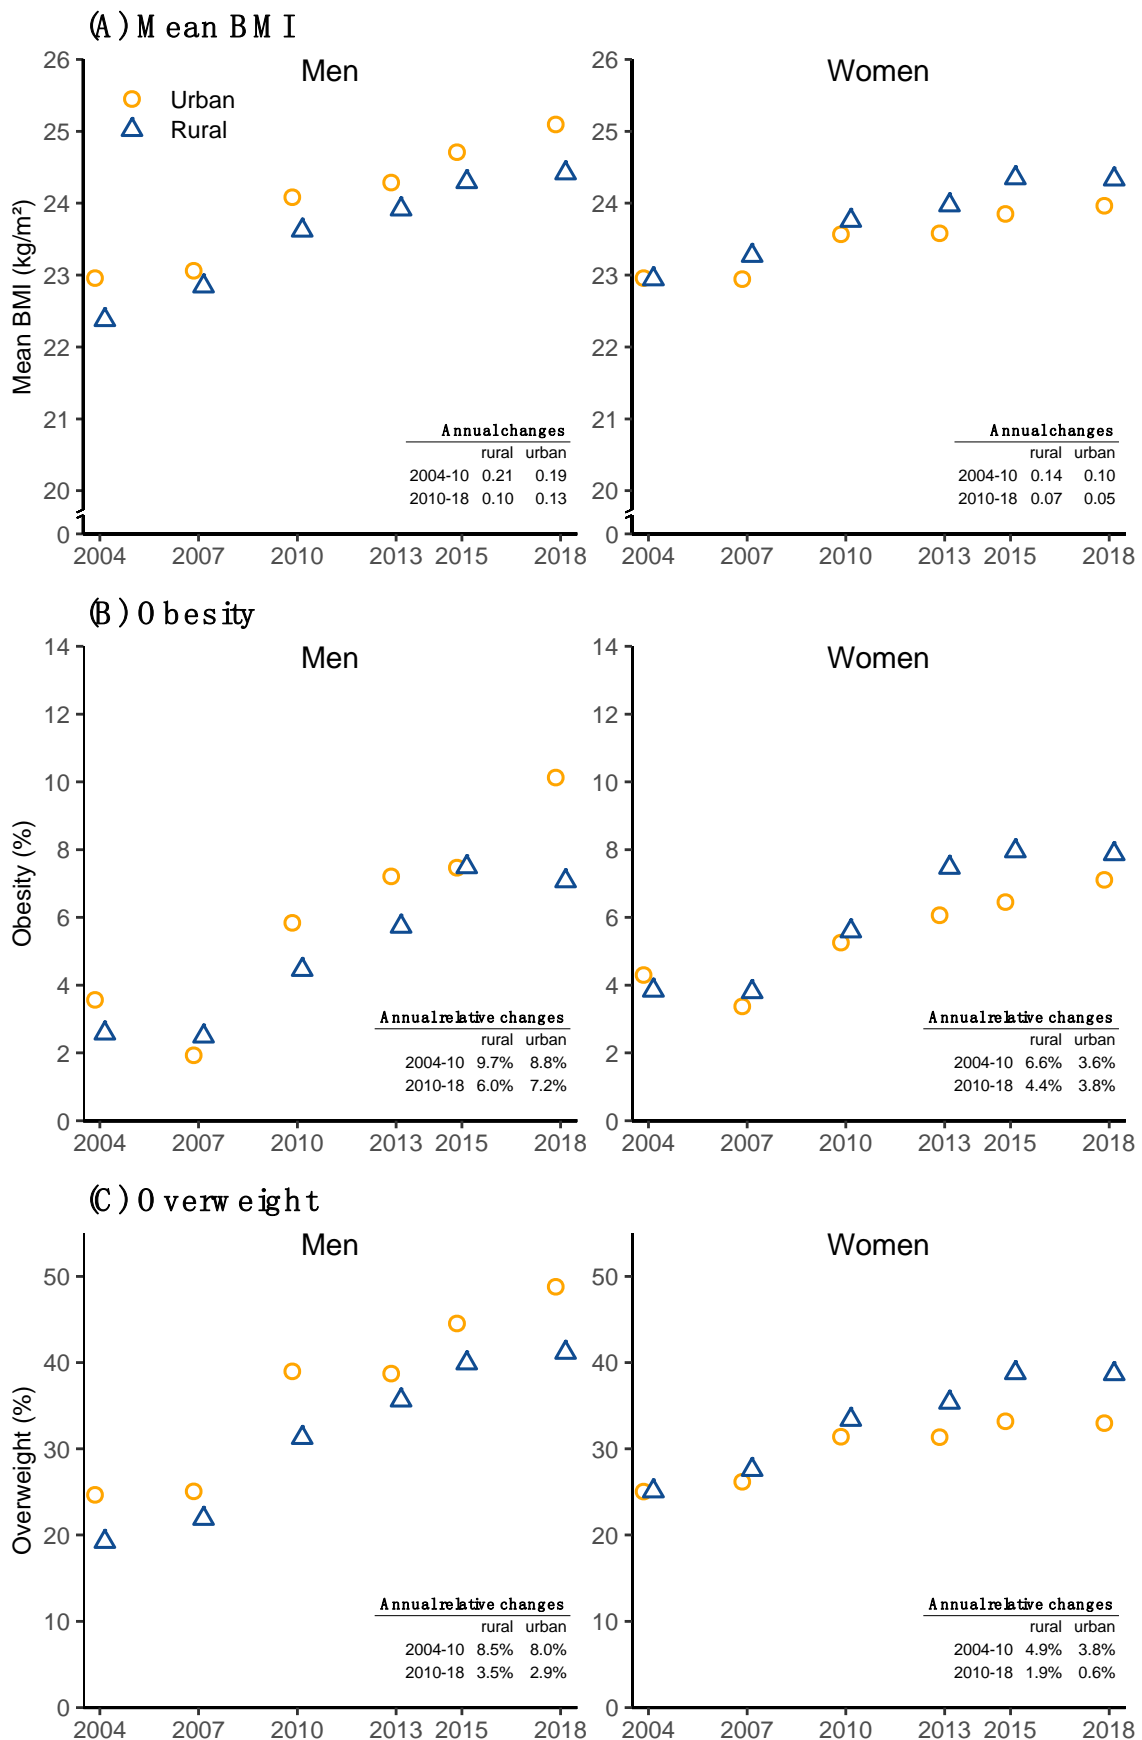 (A) Mean BMI
Men
Women
Urban
Rural
Mean BMI (kg/m²)
26
25
24
23
22
21
20
0
26
25
24
23
22
21
20
0
Annual changes
rural urban
2004-10 0.21 0.19
2010-18 0.10 0.13
Annual changes
rural urban
2004-10 0.14 0.10
2010-18 0.07 0.05
2004 2007 2010 2013 2015 2018
2004 2007 2010 2013 2015 2018
(B) Obesity
Men
Women
Obesity (%)
14
12
10
8
6
4
2
0
14
12
10
8
6
4
2
0
Annual relative changes
rural urban
2004-10 9.7% 8.8%
2010-18 6.0% 7.2%
Annual relative changes
rural urban
2004-10 6.6% 3.6%
2010-18 4.4% 3.8%
2004 2007 2010 2013 2015 2018
2004 2007 2010 2013 2015 2018
(C) Overweight
Men
Women
Overweight (%)
50
40
30
20
10
0
50
40
30
20
10
0
Annual relative changes
rural urban
2004-10 8.5% 8.0%
2010-18 3.5% 2.9%
Annual relative changes
rural urban
2004-10 4.9% 3.8%
2010-18 1.9% 0.6%
2004 2007 2010 2013 2015 2018
2004 2007 2010 2013 2015 2018